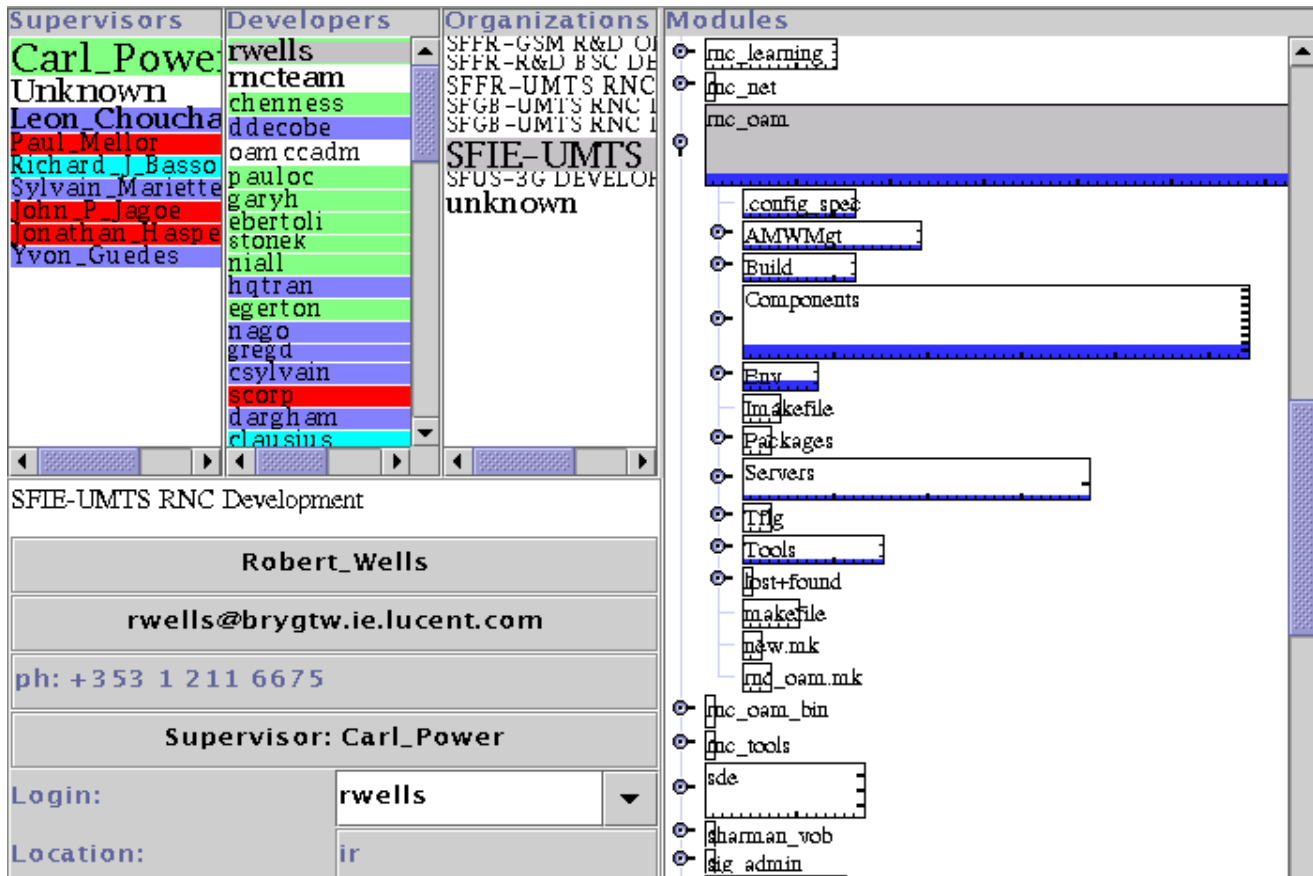 Supervisors
Carl_Power
Unknown
Leon_Choucha
Paul_Mellor
Richard_J_Basso
Sylvain_Mariette
John_P_Jagoe
Jonathan_Haspe
Yvon_Guedes
Developers
rwells
rncteam
chenness
ddecobe
oamccadm
pauloc
garyh
ebertoli
stonek
niall
hqtran
egerton
nago
gregd
csylvain
scorp
dargham
clausius
Organizations
SFFR-GSM R&D
SFFR-R&D BSC DE
SFFR-UMTS RNC
SFGB-UMTS RNC
SFGB-UMTS RNC
SFIE-UMTS
SFUS-3G DEVELOP
unknown
SFIE-UMTS RNC Development
Robert_Wells
rwells@brygtw.ie.lucent.com
ph: +353 1 211 6675
Supervisor: Carl_Power
Login: rwells
Location: ir
Modules
rnc_learning
rnc_net
rnc_oam
.config_spec
AMWMgt
Build
Components
Env
Imakefile
Packages
Servers
Tflg
Tools
lost+found
makefile
new.mk
rnc_oam.mk
rnc_oam_bin
rnc_tools
sde
sharman_vob
sig_admin